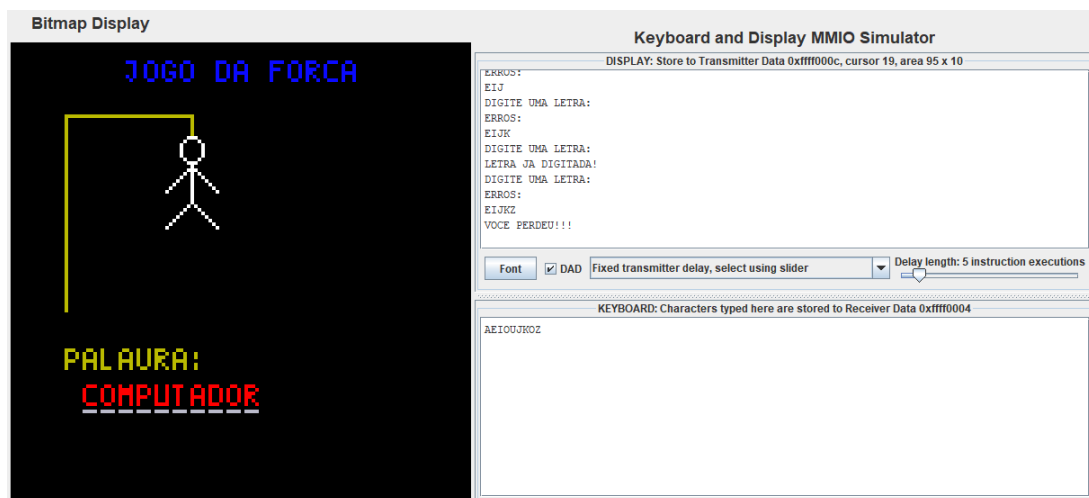 Bitmap Display
JOGO DA FORCA
PALAVRA:
COMPUTADOR
Keyboard and Display MMIO Simulator
DISPLAY: Store to Transmitter Data 0xffff000c, cursor 19, area 95 x 10
ERROS:
EIJ
DIGITE UMA LETRA:
ERROS:
EIJK
DIGITE UMA LETRA:
LETRA JA DIGITADA!
DIGITE UMA LETRA:
ERROS:
EIJKZ
VOCE PERDEU!!!
Font
DAD
Fixed transmitter delay, select using slider
Delay length: 5 instruction executions
KEYBOARD: Characters typed here are stored to Receiver Data 0xffff0004
AEIOUJKOZ